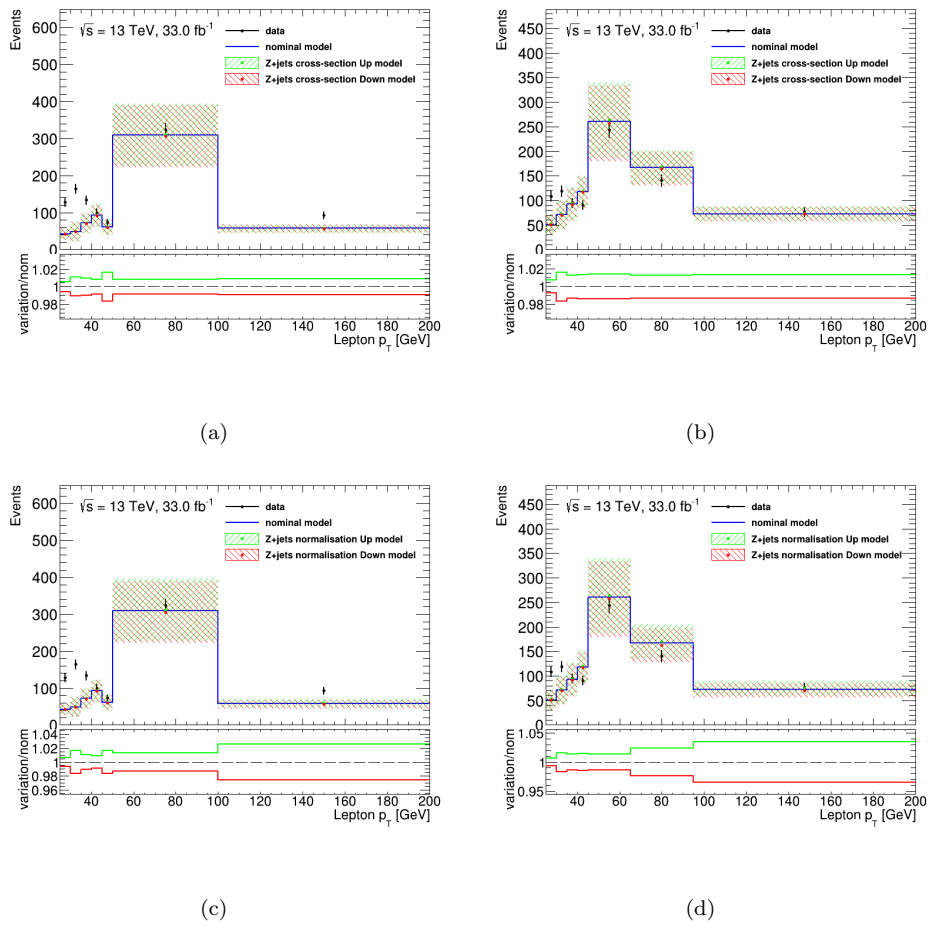 Events
650
600
500
400
300
200
100
0
√s = 13 TeV, 33.0 fb⁻¹
data
nominal model
Z+jets cross-section Up model
Z+jets cross-section Down model
variation/nom
1.02
1
0.98
40 60 80 100 120 140 160 180 200
Lepton p_T [GeV]
(a)
Events
450
400
350
300
250
200
150
100
50
0
√s = 13 TeV, 33.0 fb⁻¹
data
nominal model
Z+jets cross-section Up model
Z+jets cross-section Down model
variation/nom
1.02
1
0.98
40 60 80 100 120 140 160 180 200
Lepton p_T [GeV]
(b)
Events
600
500
400
300
200
100
0
√s = 13 TeV, 33.0 fb⁻¹
data
nominal model
Z+jets normalisation Up model
Z+jets normalisation Down model
variation/nom
1.04
1.02
1
0.98
0.96
40 60 80 100 120 140 160 180 200
Lepton p_T [GeV]
(c)
Events
450
400
350
300
250
200
150
100
50
0
√s = 13 TeV, 33.0 fb⁻¹
data
nominal model
Z+jets normalisation Up model
Z+jets normalisation Down model
variation/nom
1.05
1
0.95
40 60 80 100 120 140 160 180 200
Lepton p_T [GeV]
(d)